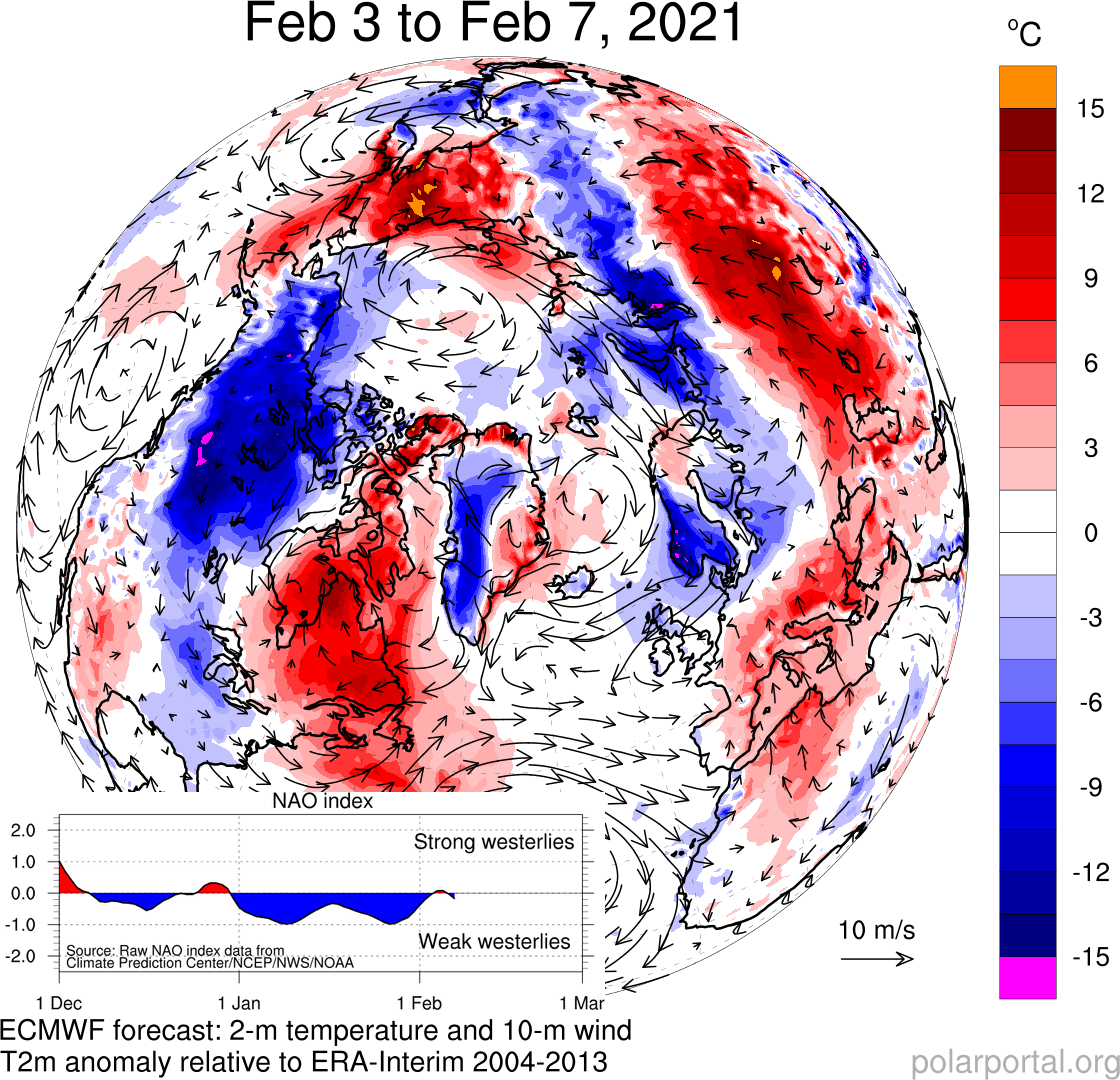 Feb 3 to Feb 7, 2021
°C
15
12
9
6
3
0
-3
-6
-9
-12
-15
10 m/s
NAO index
2.0
1.0
0.0
-1.0
-2.0
Strong westerlies
Weak westerlies
Source: Raw NAO index data from
Climate Prediction Center/NCEP/NWS/NOAA
1 Dec
1 Jan
1 Feb
1 Mar
ECMWF forecast: 2-m temperature and 10-m wind
T2m anomaly relative to ERA-Interim 2004-2013
polarportal.org